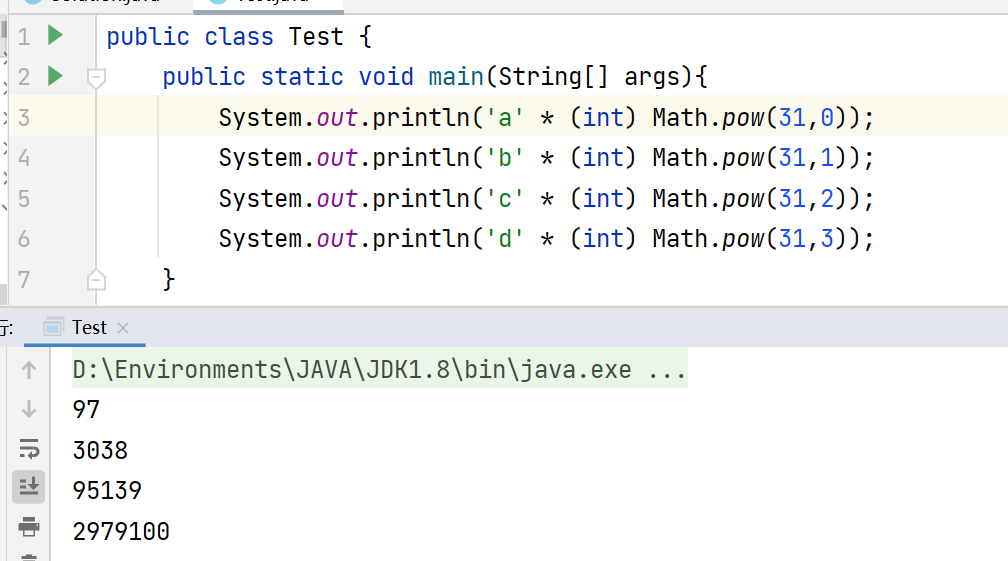 1 public class Test {
2 public static void main(String[] args){
3 System.out.println('a' * (int) Math.pow(31,0));
4 System.out.println('b' * (int) Math.pow(31,1));
5 System.out.println('c' * (int) Math.pow(31,2));
6 System.out.println('d' * (int) Math.pow(31,3));
7 }
Test
D:\Environments\JAVA\JDK1.8\bin\java.exe ...
97
3038
95139
2979100